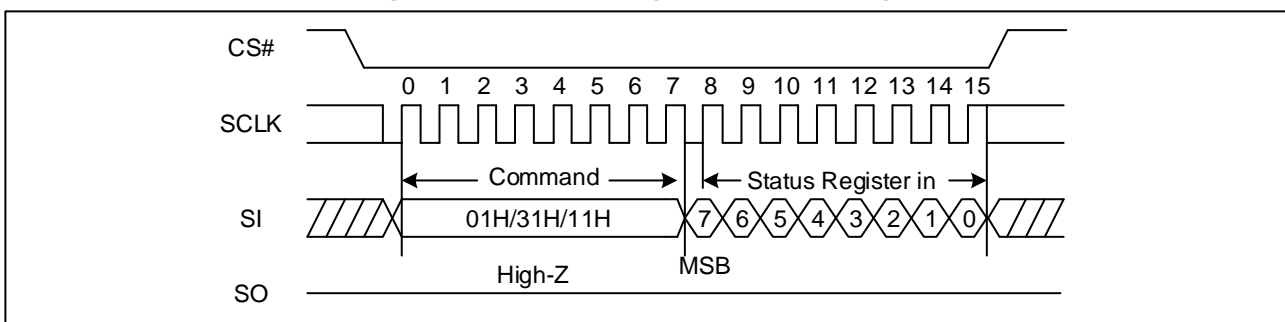 CS#
0 1 2 3 4 5 6 7 8 9 10 11 12 13 14 15
SCLK
Command Status Register in
SI 01H/31H/11H 7 6 5 4 3 2 1 0
High-Z MSB
SO